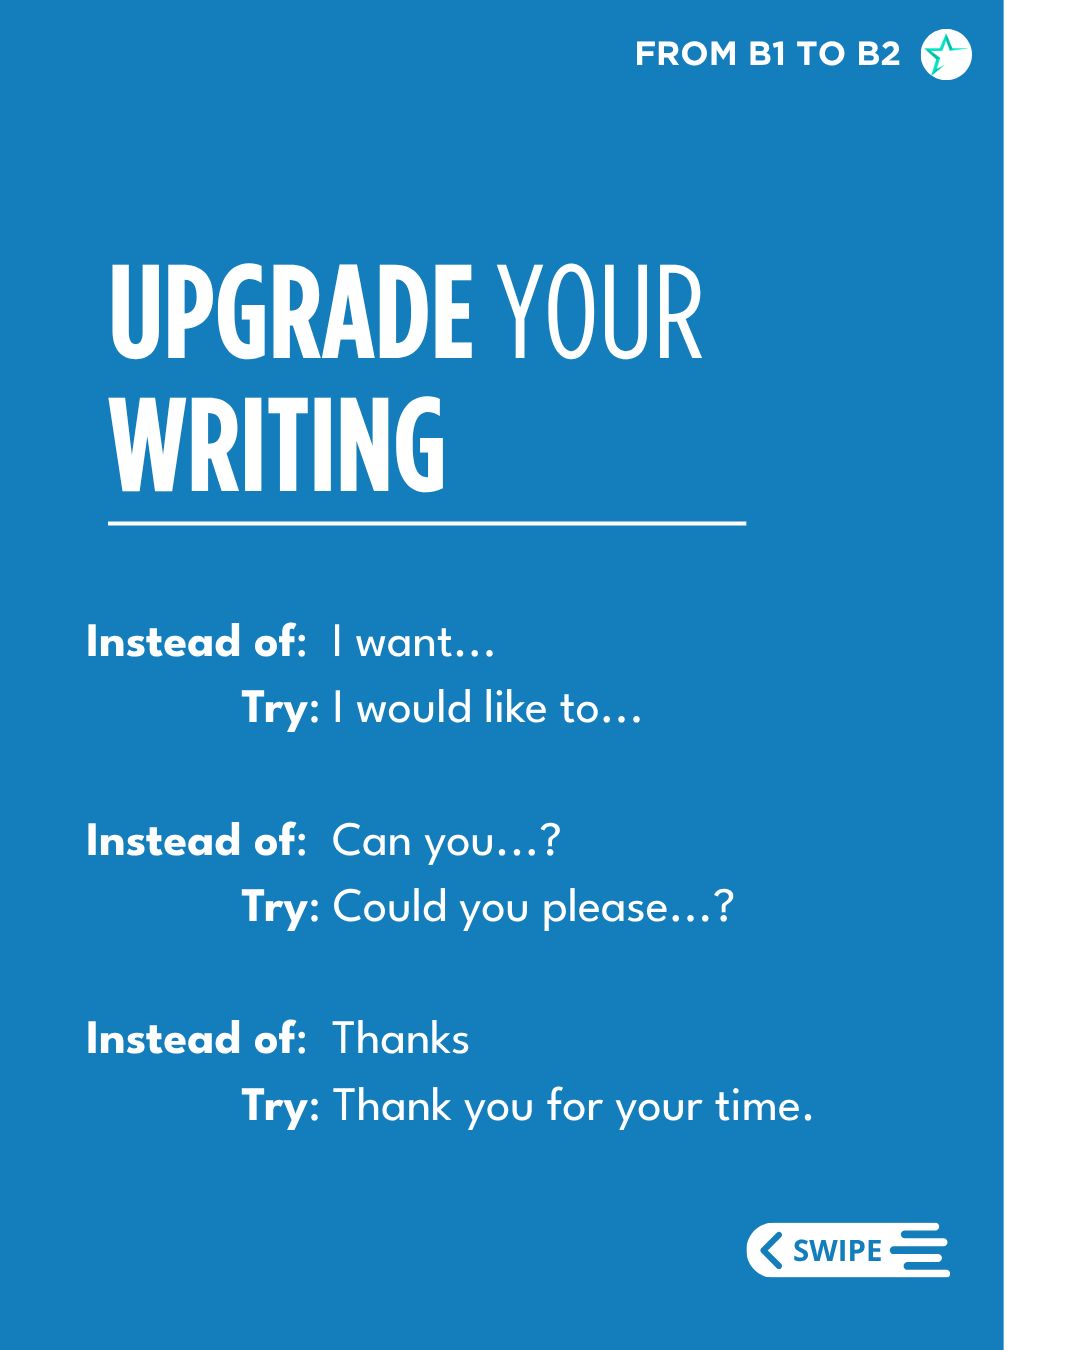 FROM B1 TO B2
UPGRADE YOUR
WRITING
Instead of: I want...
Try: I would like to...
Instead of: Can you...?
Try: Could you please...?
Instead of: Thanks
Try: Thank you for your time.
SWIPE